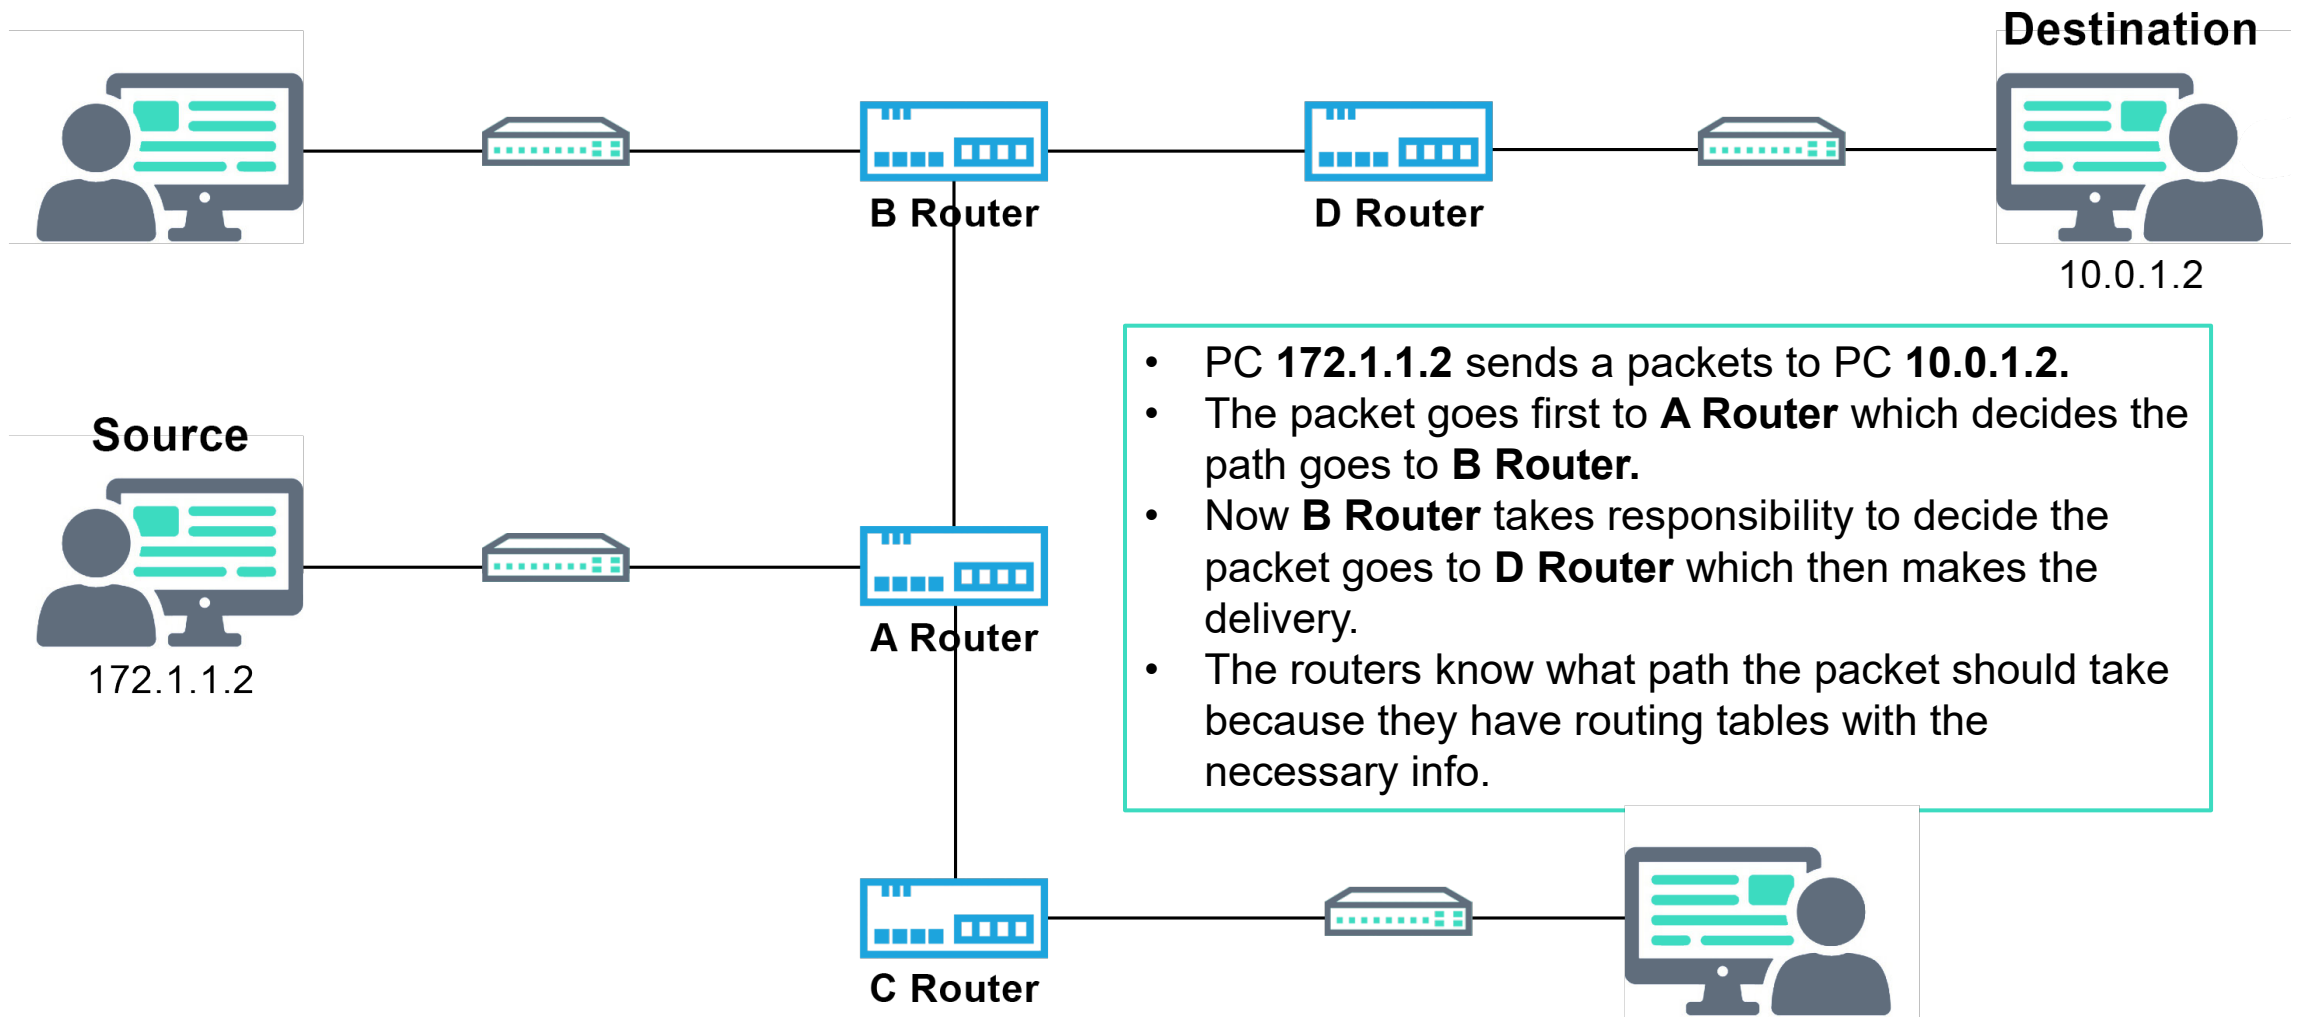 Destination
B Router
D Router
10.0.1.2
Source
172.1.1.2
A Router
• PC 172.1.1.2 sends a packets to PC 10.0.1.2.
• The packet goes first to A Router which decides the
path goes to B Router.
• Now B Router takes responsibility to decide the
packet goes to D Router which then makes the
delivery.
• The routers know what path the packet should take
because they have routing tables with the
necessary info.
C Router